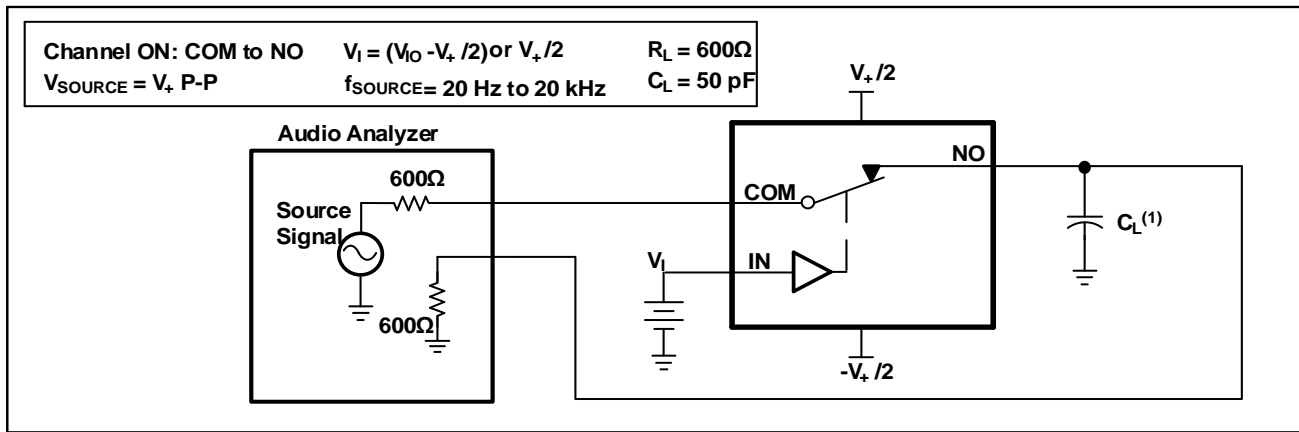 Channel ON: COM to NO V_I = (V_IO -V_+ /2) or V_+ /2 R_L = 600Ω
V_SOURCE = V_+ P-P f_SOURCE = 20 Hz to 20 kHz C_L = 50 pF
Audio Analyzer
V_+ /2
600Ω
NO
COM
Source
Signal
C_L^(1)
V_I
IN
600Ω
-V_+ /2